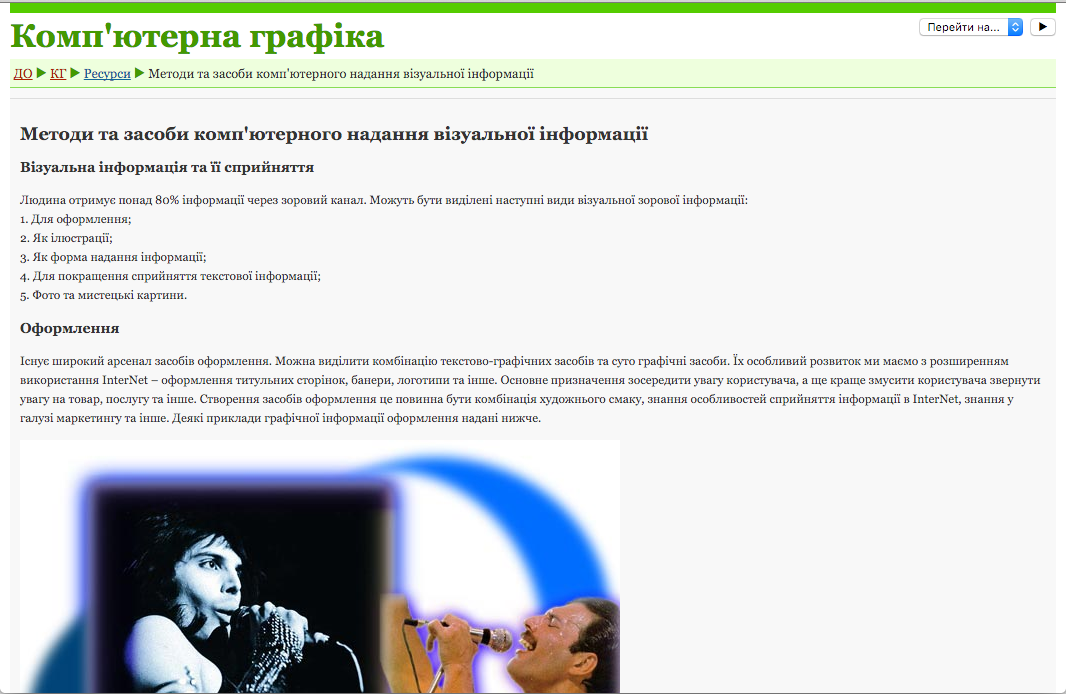 Комп'ютерна графіка
Перейти на...
ДО КГ Ресурси Методи та засоби комп'ютерного надання візуальної інформації
Методи та засоби комп'ютерного надання візуальної інформації
Візуальна інформація та її сприйняття
Людина отримує понад 80% інформації через зоровий канал. Можуть бути виділені наступні види візуальної зорової інформації:
1. Для оформлення;
2. Як ілюстрації;
3. Як форма надання інформації;
4. Для покращення сприйняття текстової інформації;
5. Фото та мистецькі картини.
Оформлення
Існує широкий арсенал засобів оформлення. Можна виділити комбінацію текстово-графічних засобів та суто графічні засоби. Їх особливий розвиток ми маємо з розширенням
використання InterNet – оформлення титульних сторінок, банери, логотипи та інше. Основне призначення зосередити увагу користувача, а ще краще змусити користувача звернути
увагу на товар, послугу та інше. Створення засобів оформлення це повинна бути комбінація художнього смаку, знання особливостей сприйняття інформації в InterNet, знання у
галузі маркетингу та інше. Деякі приклади графічної інформації оформлення надані нижче.